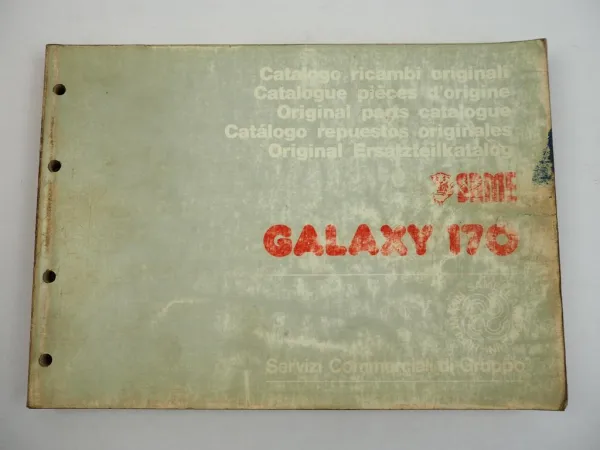 Catalogo ricambi originali
Catalogue pièces d'origine
Original parts catalogue
Catálogo repuestos originales
Original Ersatzteilkatalog
SAME
GALAXY 170
Servizi Commerciali di Gruppo